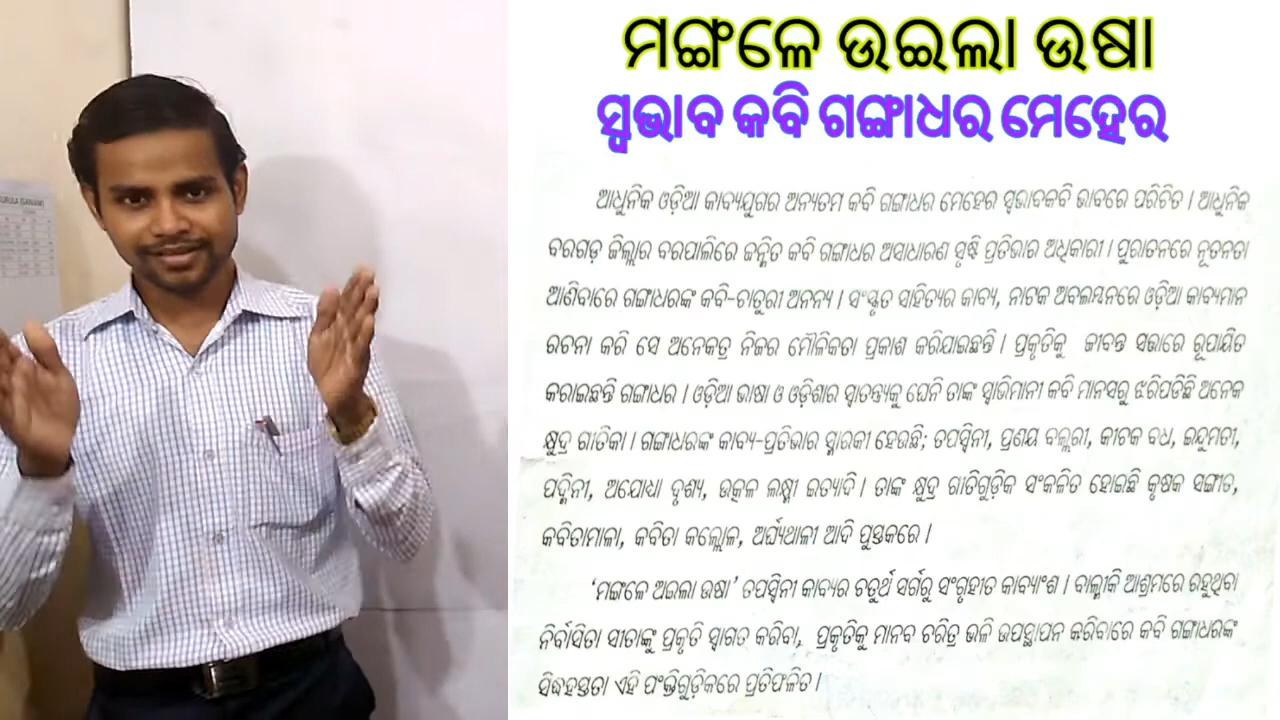 ମଙ୍ଗଳେ ଉଇଲା ଉଷା
ସ୍ୱଭାବ କବି ଗଙ୍ଗାଧର ମେହେର
ଆଧୁନିକ ଓଡ଼ିଆ କାବ୍ୟଯୁଗର ଅନ୍ୟତମ କବି ଗଙ୍ଗାଧର ମେହେର ସ୍ୱଭାବକବି ଭାବରେ ପରିଚିତ । ଆଧୁନିକ
ବରଗଡ଼ ଜିଲ୍ଲାର ବରପାଲିରେ ଜନ୍ମିତ କବି ଗଙ୍ଗାଧର ଅସାଧାରଣ ସୃଷ୍ଟି ପ୍ରତିଭାର ଅଧିକାରୀ । ପୁରାତନରେ ନୂତନତା
ଆଣିବାରେ ଗଙ୍ଗାଧରଙ୍କ କବି-ଚାତୁରୀ ଅନନ୍ୟ । ସଂସ୍କୃତ ସାହିତ୍ୟର କାବ୍ୟ, ନାଟକ ଅବଲମ୍ବନରେ ଓଡ଼ିଆ କାବ୍ୟମାନ
ରଚନା କରି ସେ ଅନେକତ୍ର ନିଜର ମୌଳିକତା ପ୍ରକାଶ କରିଯାଇଛନ୍ତି । ପ୍ରକୃତିକୁ ଜୀବନ୍ତ ସତ୍ତାରେ ରୂପାୟିତ
କରାଇଛନ୍ତି ଗଙ୍ଗାଧର । ଓଡ଼ିଆ ଭାଷା ଓ ଓଡ଼ିଶାର ସ୍ୱାତନ୍ତ୍ର୍ୟକୁ ଘେନି ତାଙ୍କ ସ୍ୱାଭିମାନୀ କବି ମାନସରୁ ଝରିପଡିଛି ଅନେକ
କ୍ଷୁଦ୍ର ଗୀତିକା । ଗଙ୍ଗାଧରଙ୍କ କାବ୍ୟ-ପ୍ରତିଭାର ସ୍ମାରକୀ ହେଉଛି; ତପସ୍ୱିନୀ, ପ୍ରଣୟ ବଲ୍ଲରୀ, କୀଚକ ବଧ, ଇନ୍ଦୁମତୀ,
ପଦ୍ମିନୀ, ଅଯୋଧ୍ୟା ଦୃଶ୍ୟ, ଉତ୍କଳ ଲକ୍ଷ୍ମୀ ଇତ୍ୟାଦି । ତାଙ୍କ କ୍ଷୁଦ୍ର ଗୀତିଗୁଡ଼ିକ ସଂକଳିତ ହୋଇଛି କୃଷକ ସଙ୍ଗୀତ,
କବିତାମାଳା, କବିତା କଲ୍ଲୋଳ, ଅର୍ଘ୍ୟଥାଳୀ ଆଦି ପୁସ୍ତକରେ ।
‘ମଙ୍ଗଳେ ଅଇଲା ଉଷା’ ତପସ୍ୱିନୀ କାବ୍ୟର ଚତୁର୍ଥ ସର୍ଗରୁ ସଂଗୃହୀତ କାବ୍ୟାଂଶ । ବାଲ୍ମୀକି ଆଶ୍ରମରେ ରହୁଥିବା
ନିର୍ବାସିତା ସୀତାଙ୍କୁ ପ୍ରକୃତି ସ୍ୱାଗତ କରିବା, ପ୍ରକୃତିକୁ ମାନବ ଚରିତ୍ର ଭଳି ଉପସ୍ଥାପନ କରିବାରେ କବି ଗଙ୍ଗାଧରଙ୍କ
ସିଦ୍ଧହସ୍ତତା ଏହି ପଂକ୍ତିଗୁଡ଼ିକରେ ପ୍ରତିଫଳିତ ।